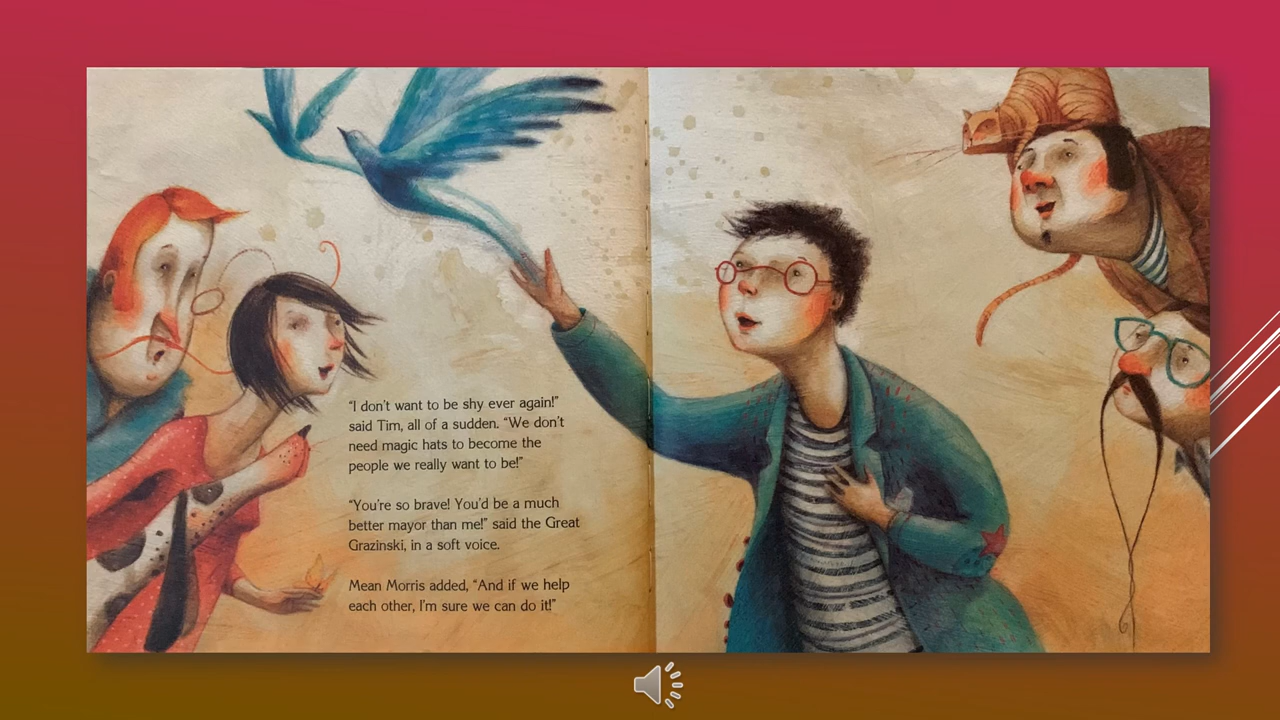 “I don’t want to be shy ever again!”
said Tim, all of a sudden. “We don’t
need magic hats to become the
people we really want to be!”
“You’re so brave! You’d be a much
better mayor than me!” said the Great
Grazinski, in a soft voice.
Mean Morris added, “And if we help
each other, I’m sure we can do it!”